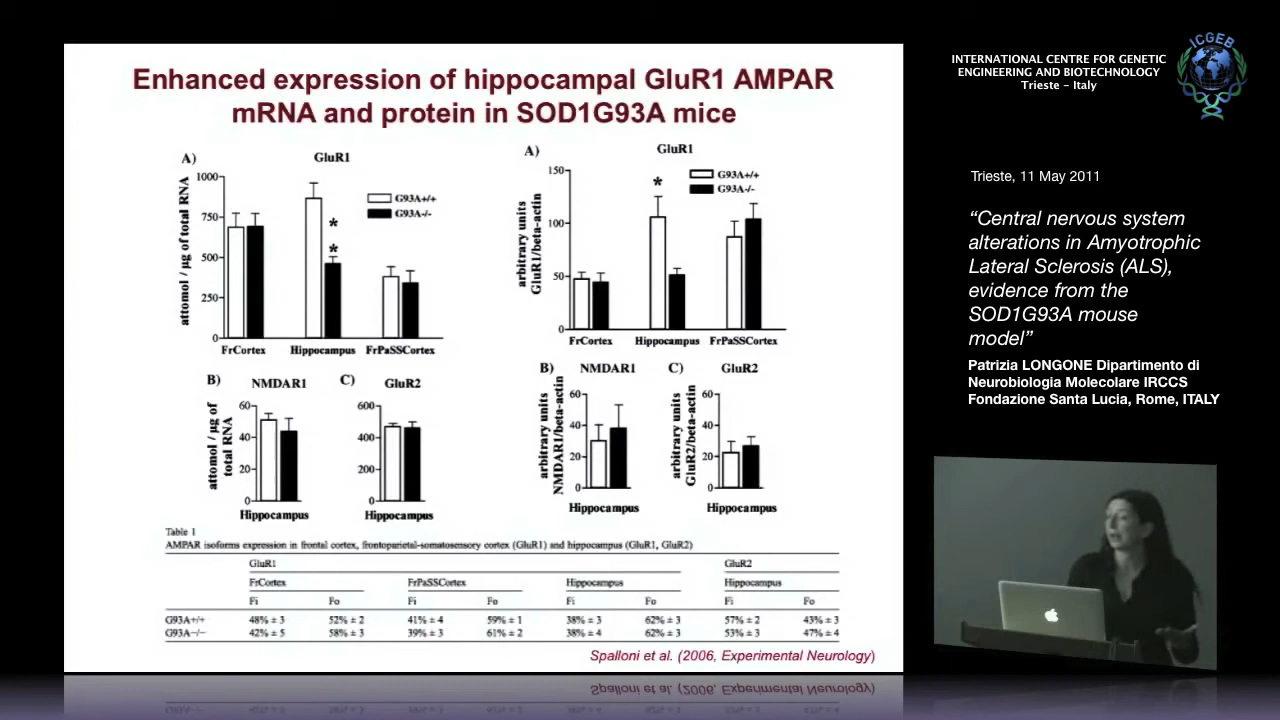 Enhanced expression of hippocampal GluR1 AMPAR
mRNA and protein in SOD1G93A mice
A)
GluR1
attomol / µg of total RNA
1000
750
500
250
0
G93A+/+
G93A-/-
*
*
FrCortex
Hippocampus
FrPaSSCortex
B)
NMDAR1
attomol / µg of
total RNA
60
40
20
0
Hippocampus
C)
GluR2
600
400
200
0
Hippocampus
A)
GluR1
arbitrary units
GluR1/beta-actin
150
100
50
0
*
G93A+/+
G93A-/-
FrCortex
Hippocampus
FrPaSSCortex
B)
NMDAR1
arbitrary units
NMDAR1/beta-actin
60
40
20
0
Hippocampus
C)
GluR2
arbitrary units
GluR2/beta-actin
60
40
20
0
Hippocampus
Table 1
AMPAR isoforms expression in frontal cortex, frontoparietal-somatosensory cortex (GluR1) and hippocampus (GluR1, GluR2)
GluR1 GluR2
FrCortex FrPaSSCortex Hippocampus Hippocampus
Fi Fo Fi Fo Fi Fo Fi Fo
G93A+/+ 48% ± 3 52% ± 2 41% ± 4 59% ± 1 38% ± 3 62% ± 3 57% ± 2 43% ± 3
G93A−/− 42% ± 5 58% ± 3 39% ± 3 61% ± 2 38% ± 4 62% ± 3 53% ± 3 47% ± 4
Spalloni et al. (2006, Experimental Neurology)
INTERNATIONAL CENTRE FOR GENETIC
ENGINEERING AND BIOTECHNOLOGY
Trieste - Italy
ICGEB
Trieste, 11 May 2011
“Central nervous system
alterations in Amyotrophic
Lateral Sclerosis (ALS),
evidence from the
SOD1G93A mouse
model”
Patrizia LONGONE Dipartimento di
Neurobiologia Molecolare IRCCS
Fondazione Santa Lucia, Rome, ITALY